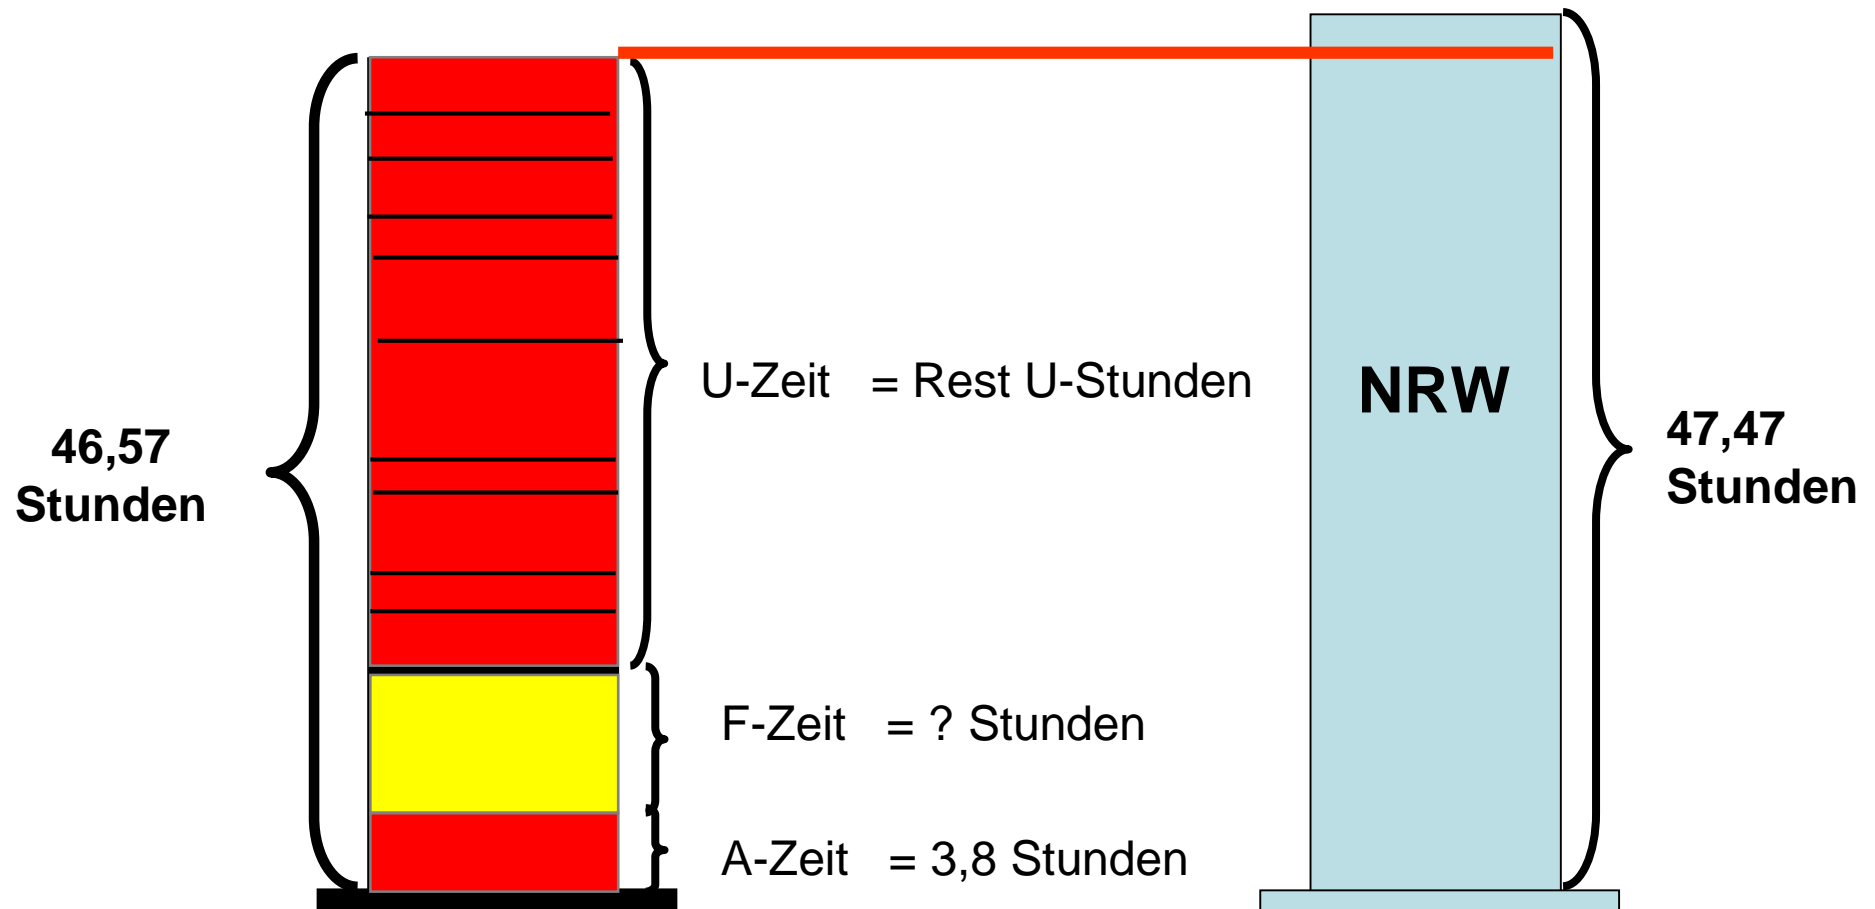 46,57
Stunden
U-Zeit = Rest U-Stunden
F-Zeit = ? Stunden
A-Zeit = 3,8 Stunden
NRW
47,47
Stunden